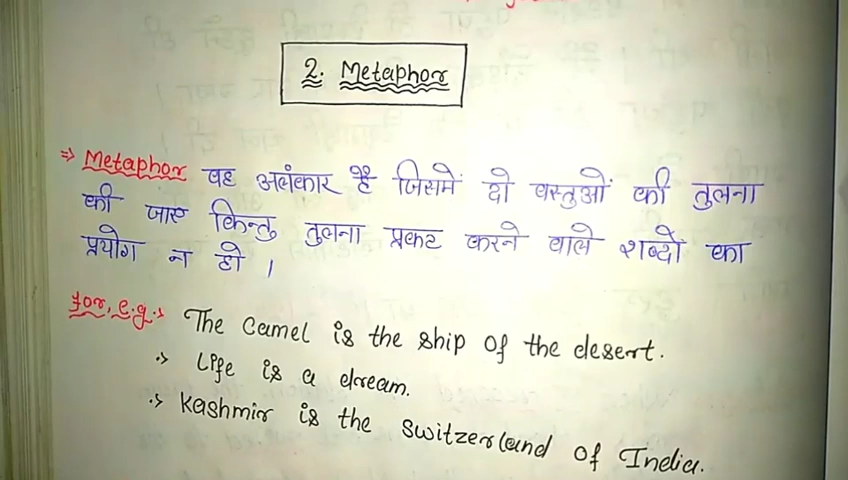 2. Metaphor
⇒ Metaphor वह अलंकार है जिसमें दो वस्तुओं की तुलना
की जाए किन्तु तुलना प्रकट करने वाले शब्दों का
प्रयोग न हो ।
for, e.g.> The camel is the ship of the desert.
.> Life is a dream.
.> Kashmir is the switzerland of India.